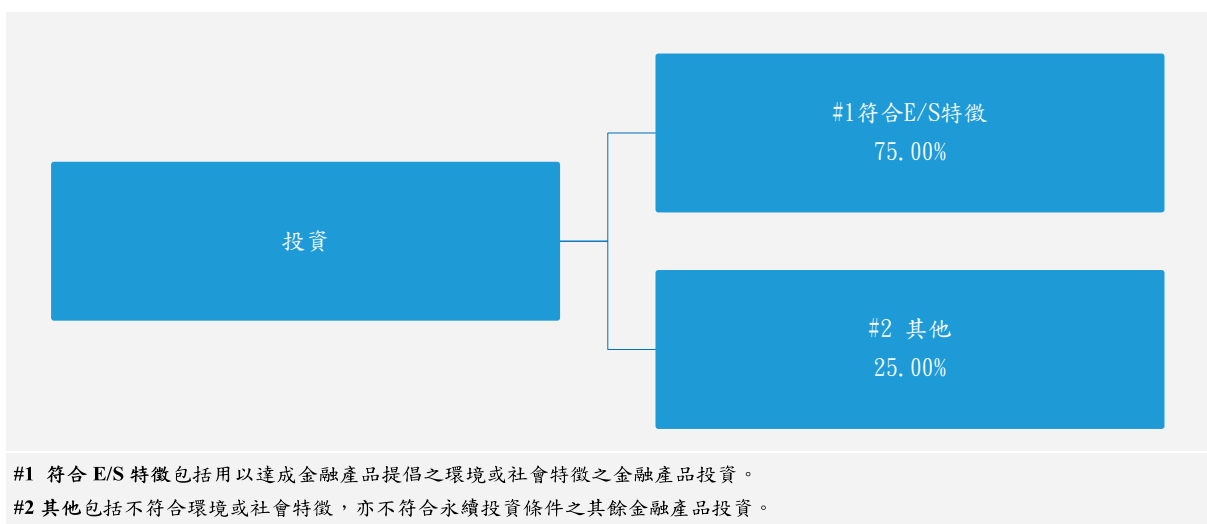 #1符合E/S特徵
75.00%
投資
#2 其他
25.00%
#1 符合 E/S 特徵包括用以達成金融產品提倡之環境或社會特徵之金融產品投資。
#2 其他包括不符合環境或社會特徵，亦不符合永續投資條件之其餘金融產品投資。